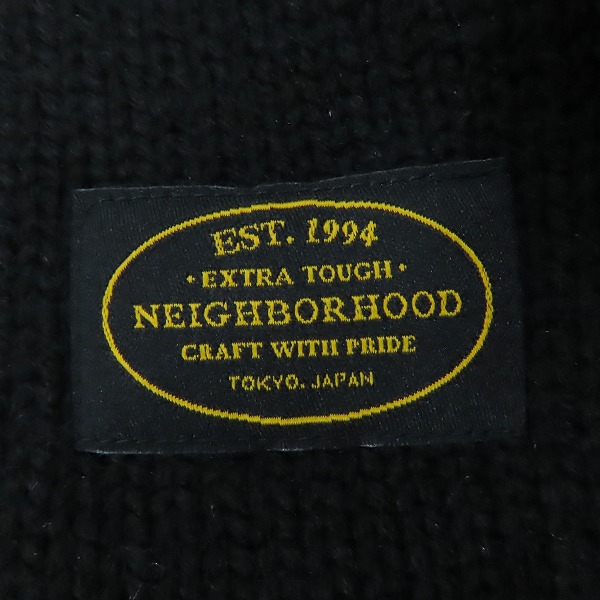 EST. 1994
• EXTRA TOUGH •
NEIGHBORHOOD
CRAFT WITH PRIDE
TOKYO. JAPAN